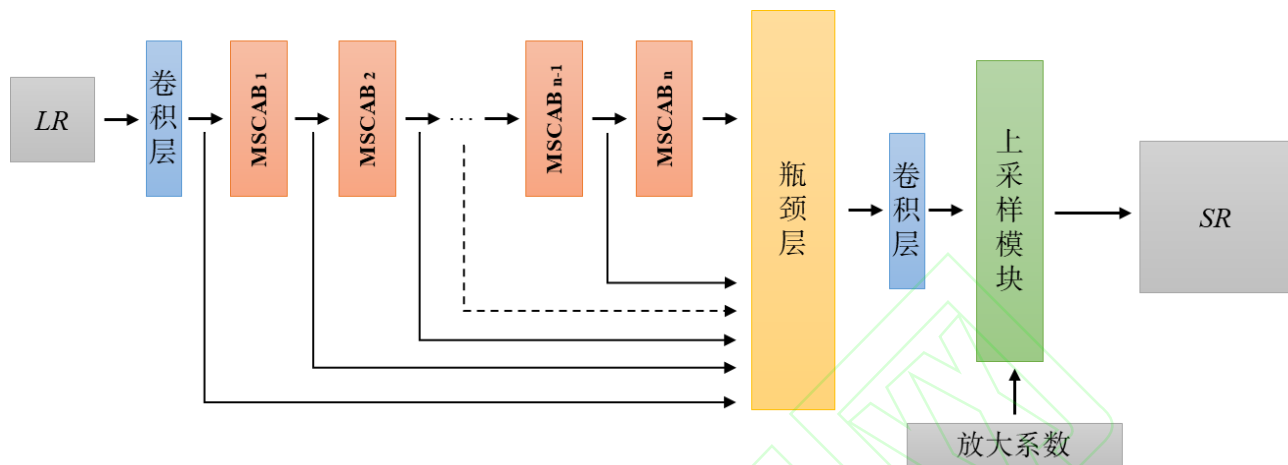 LR
卷积层
MSCAB 1
MSCAB 2
...
MSCAB n-1
MSCAB n
瓶颈层
卷积层
上采样模块
SR
放大系数